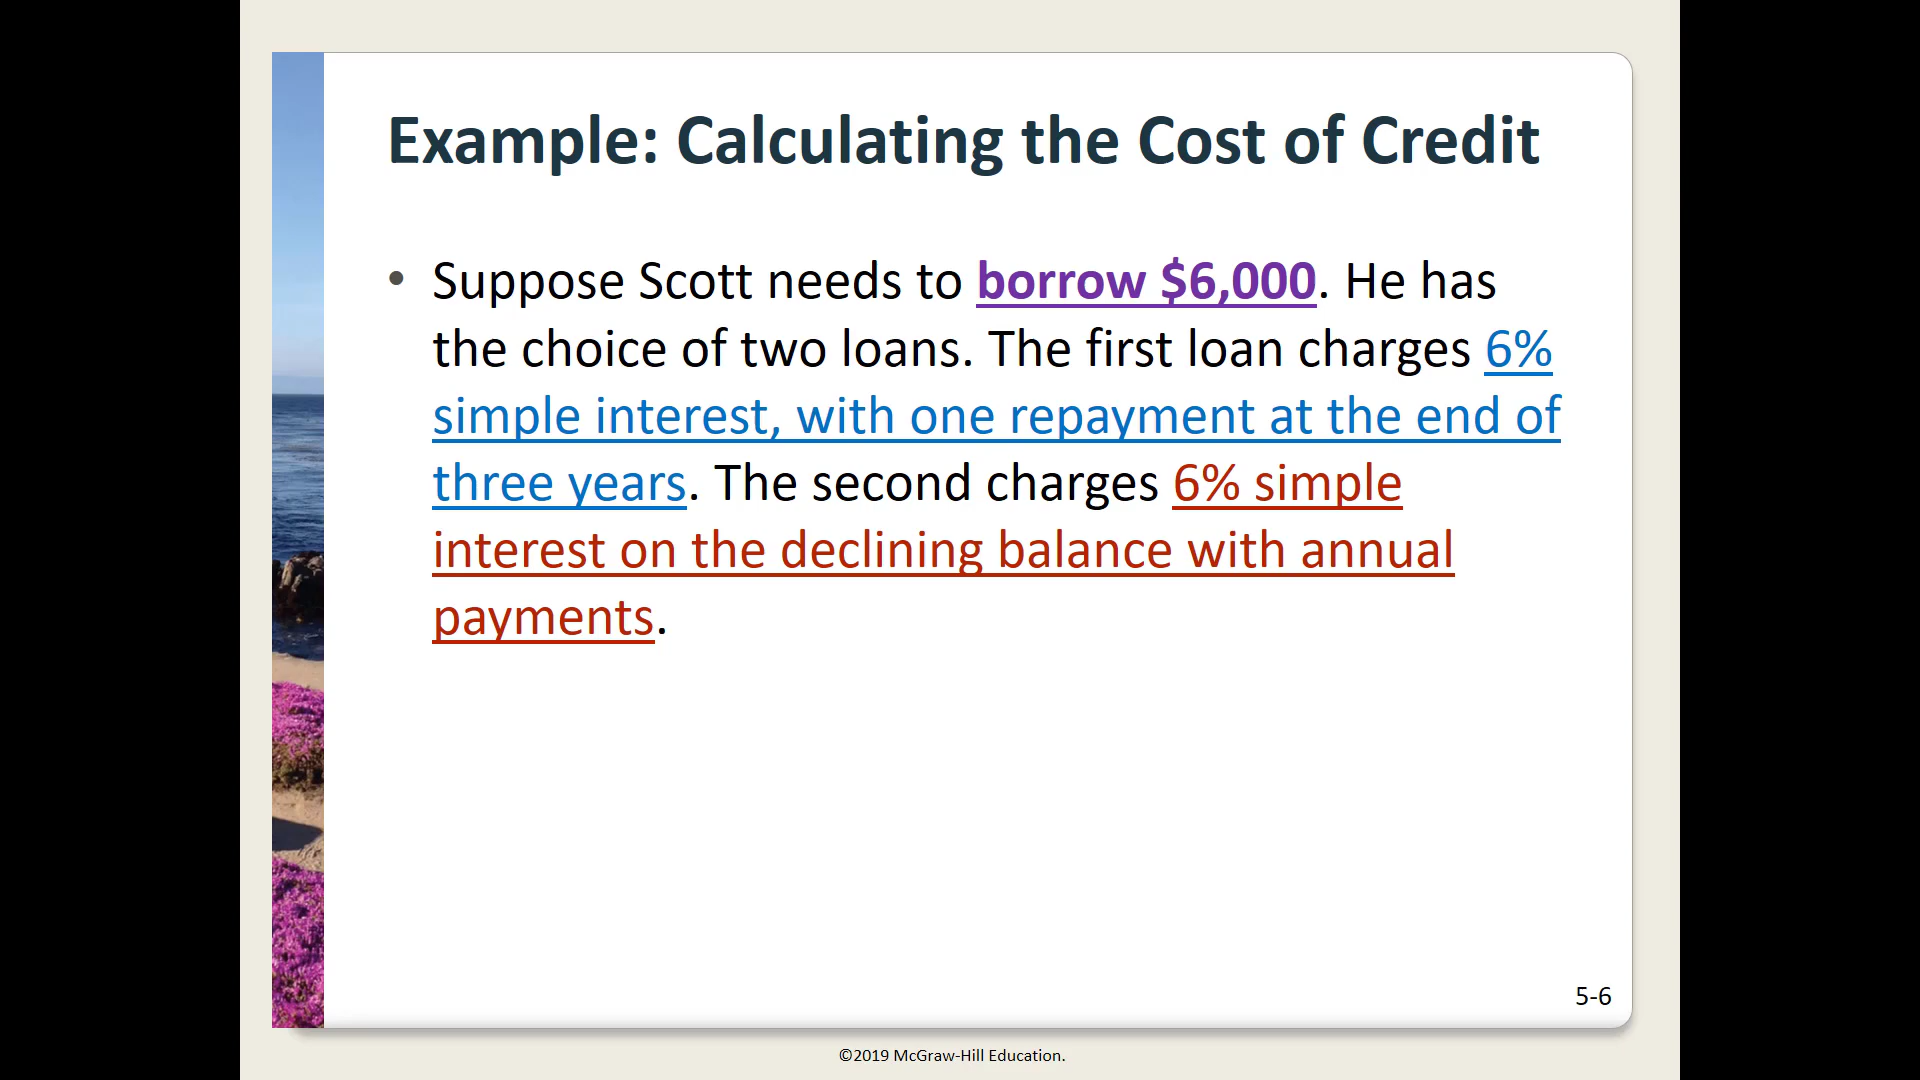 Example: Calculating the Cost of Credit
• Suppose Scott needs to borrow $6,000. He has
the choice of two loans. The first loan charges 6%
simple interest, with one repayment at the end of
three years. The second charges 6% simple
interest on the declining balance with annual
payments.
5-6
©2019 McGraw-Hill Education.